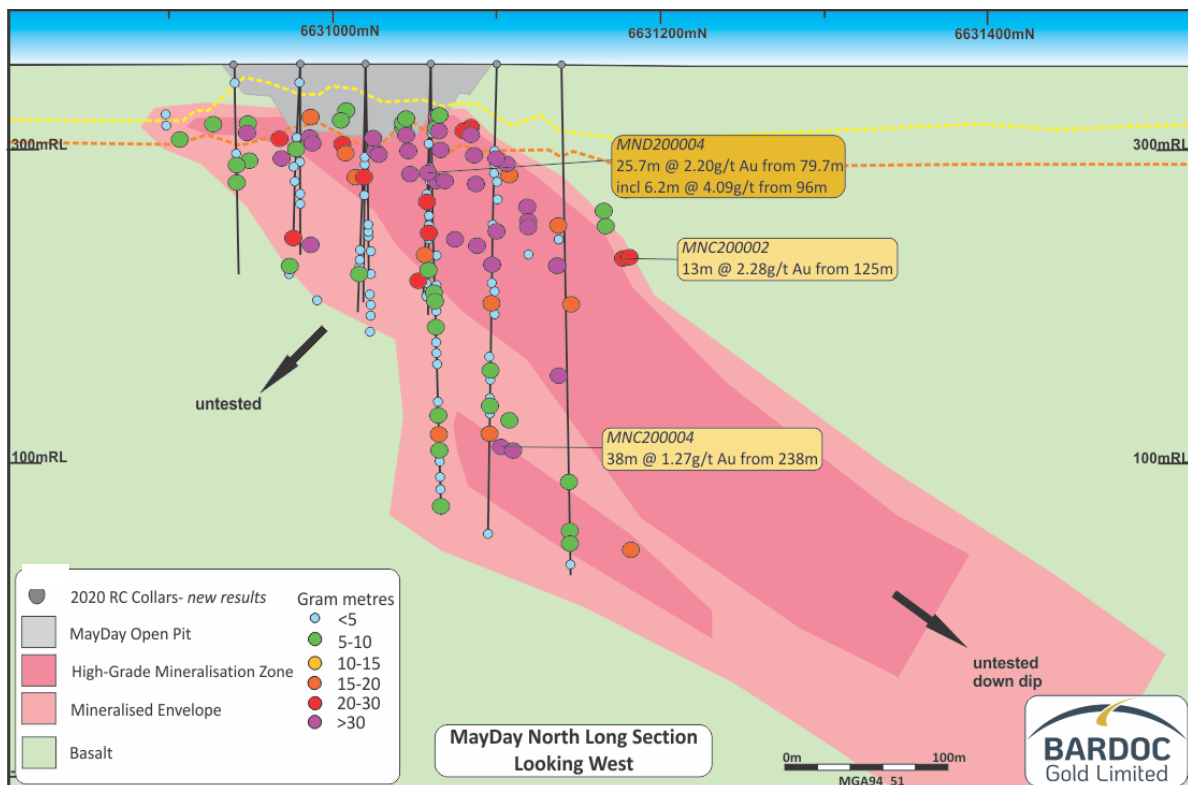 6631000mN
6631200mN
6631400mN
300mRL
300mRL
MND200004
25.7m @ 2.20g/t Au from 79.7m
incl 6.2m @ 4.09g/t from 96m
MNC200002
13m @ 2.28g/t Au from 125m
untested
MNC200004
38m @ 1.27g/t Au from 238m
100mRL
100mRL
2020 RC Collars- new results
MayDay Open Pit
High-Grade Mineralisation Zone
Mineralised Envelope
Basalt
Gram metres
<5
5-10
10-15
15-20
20-30
>30
untested
down dip
MayDay North Long Section
Looking West
0m
100m
MGA94_51
BARDOC
Gold Limited